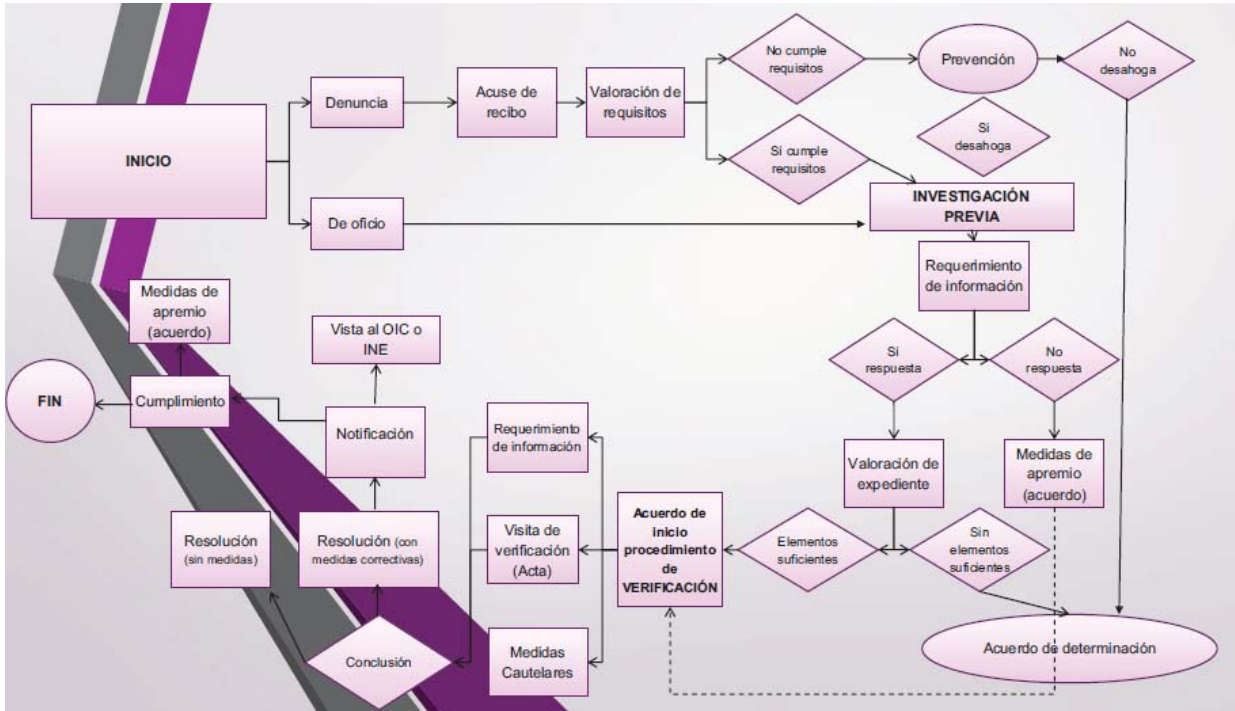 INICIO
Denuncia
Acuse de
recibo
Valoración de
requisitos
No cumple
requisitos
Prevención
No
desahoga
Sí
desahoga
Sí cumple
requisitos
De oficio
INVESTIGACIÓN
PREVIA
Requerimiento
de información
Sí
respuesta
No
respuesta
Valoración de
expediente
Medidas de
apremio
(acuerdo)
Elementos
suficientes
Sin
elementos
suficientes
Acuerdo de determinación
Acuerdo de
inicio
procedimiento
de
VERIFICACIÓN
Requerimiento
de información
Visita de
verificación
(Acta)
Medidas
Cautelares
Conclusión
Resolución
(sin medidas)
Resolución (con
medidas correctivas)
Notificación
Vista al OIC o
INE
Cumplimiento
Medidas de
apremio
(acuerdo)
FIN